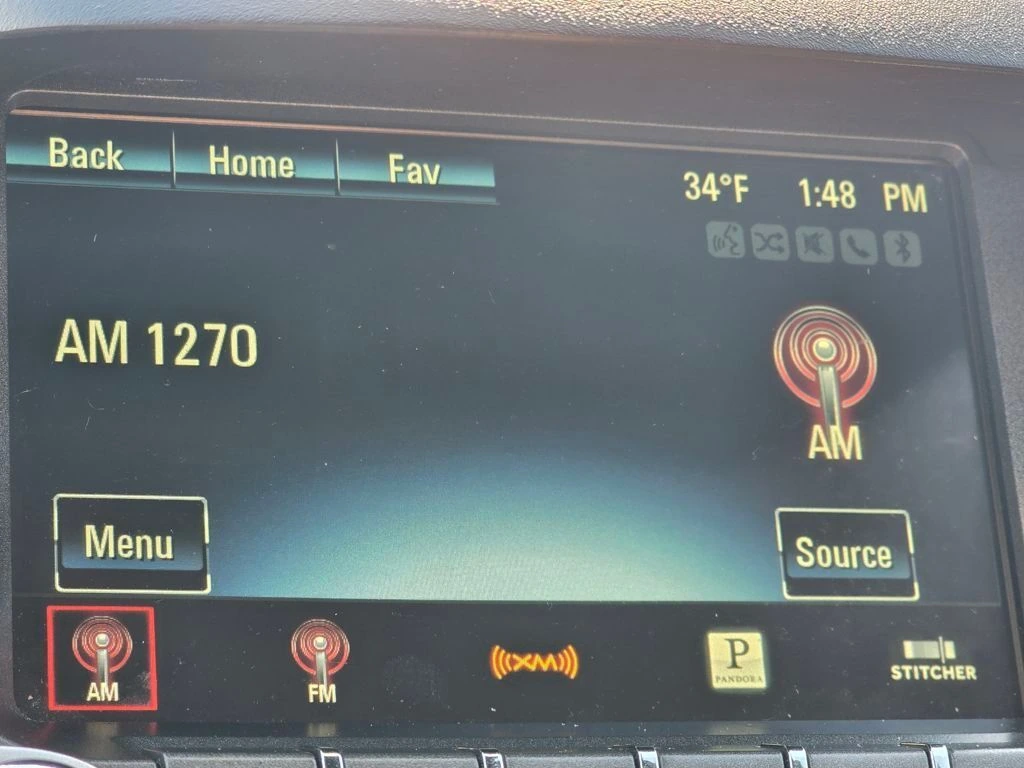 Back Home Fav 34°F 1:48 PM
AM 1270
AM
Menu Source
AM FM XM P PANDORA STITCHER